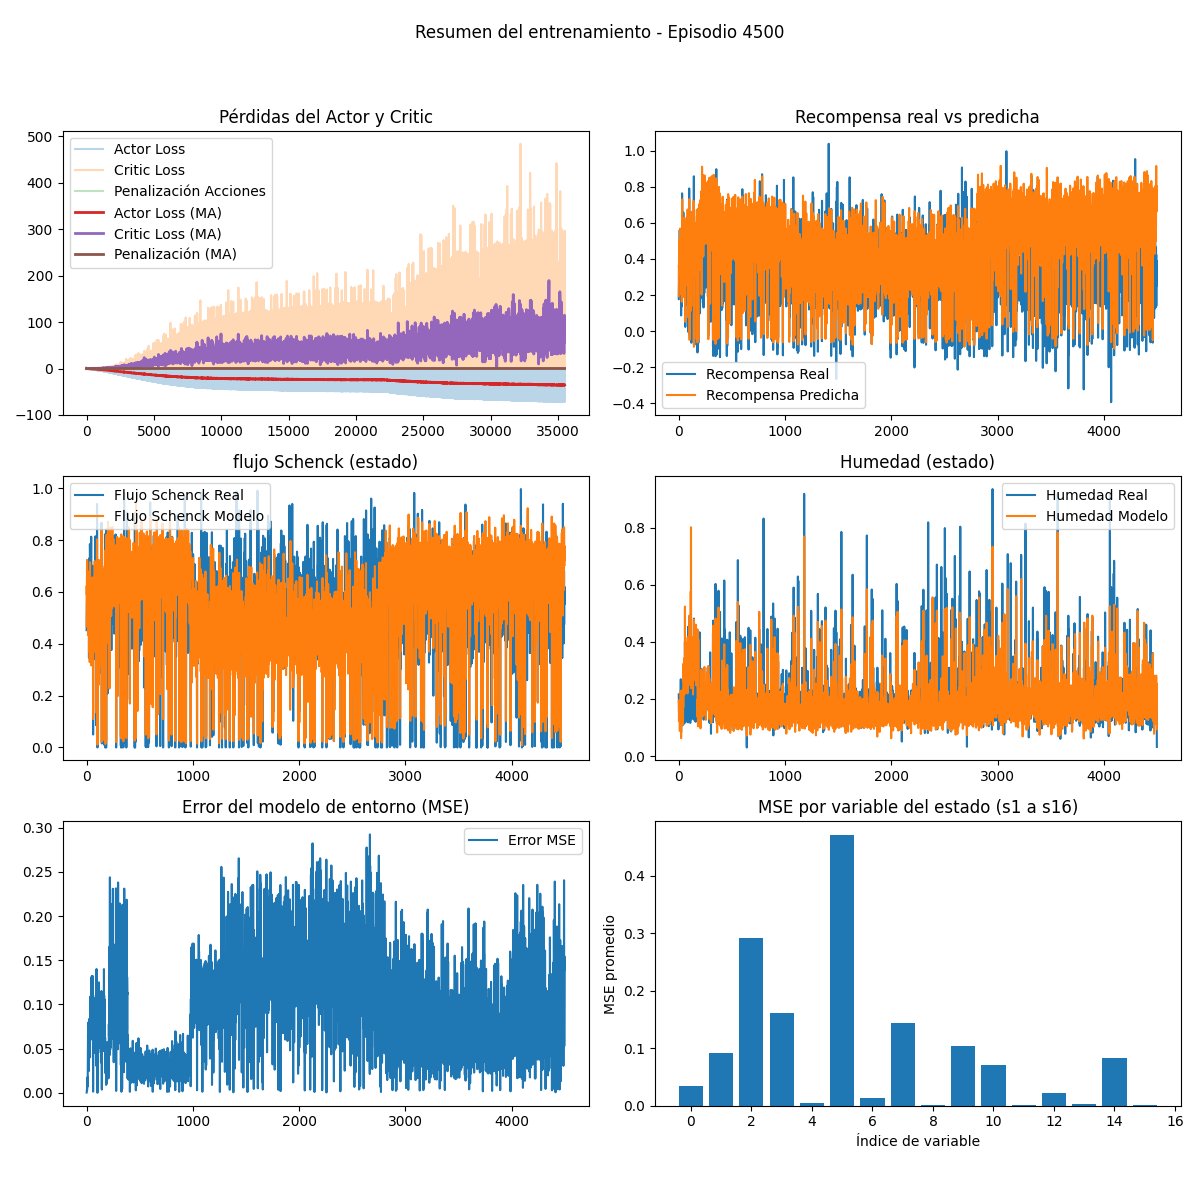 Resumen del entrenamiento - Episodio 4500
Pérdidas del Actor y Critic
500
400
300
200
100
0
−100
Actor Loss
Critic Loss
Penalización Acciones
Actor Loss (MA)
Critic Loss (MA)
Penalización (MA)
0 5000 10000 15000 20000 25000 30000 35000
Recompensa real vs predicha
1.0
0.8
0.6
0.4
0.2
0.0
−0.2
−0.4
Recompensa Real
Recompensa Predicha
0 1000 2000 3000 4000
flujo Schenck (estado)
1.0
0.8
0.6
0.4
0.2
0.0
Flujo Schenck Real
Flujo Schenck Modelo
0 1000 2000 3000 4000
Humedad (estado)
0.8
0.6
0.4
0.2
0.0
Humedad Real
Humedad Modelo
0 1000 2000 3000 4000
Error del modelo de entorno (MSE)
0.30
0.25
0.20
0.15
0.10
0.05
0.00
Error MSE
0 1000 2000 3000 4000
MSE por variable del estado (s1 a s16)
MSE promedio
0.4
0.3
0.2
0.1
0.0
0 2 4 6 8 10 12 14 16
Índice de variable